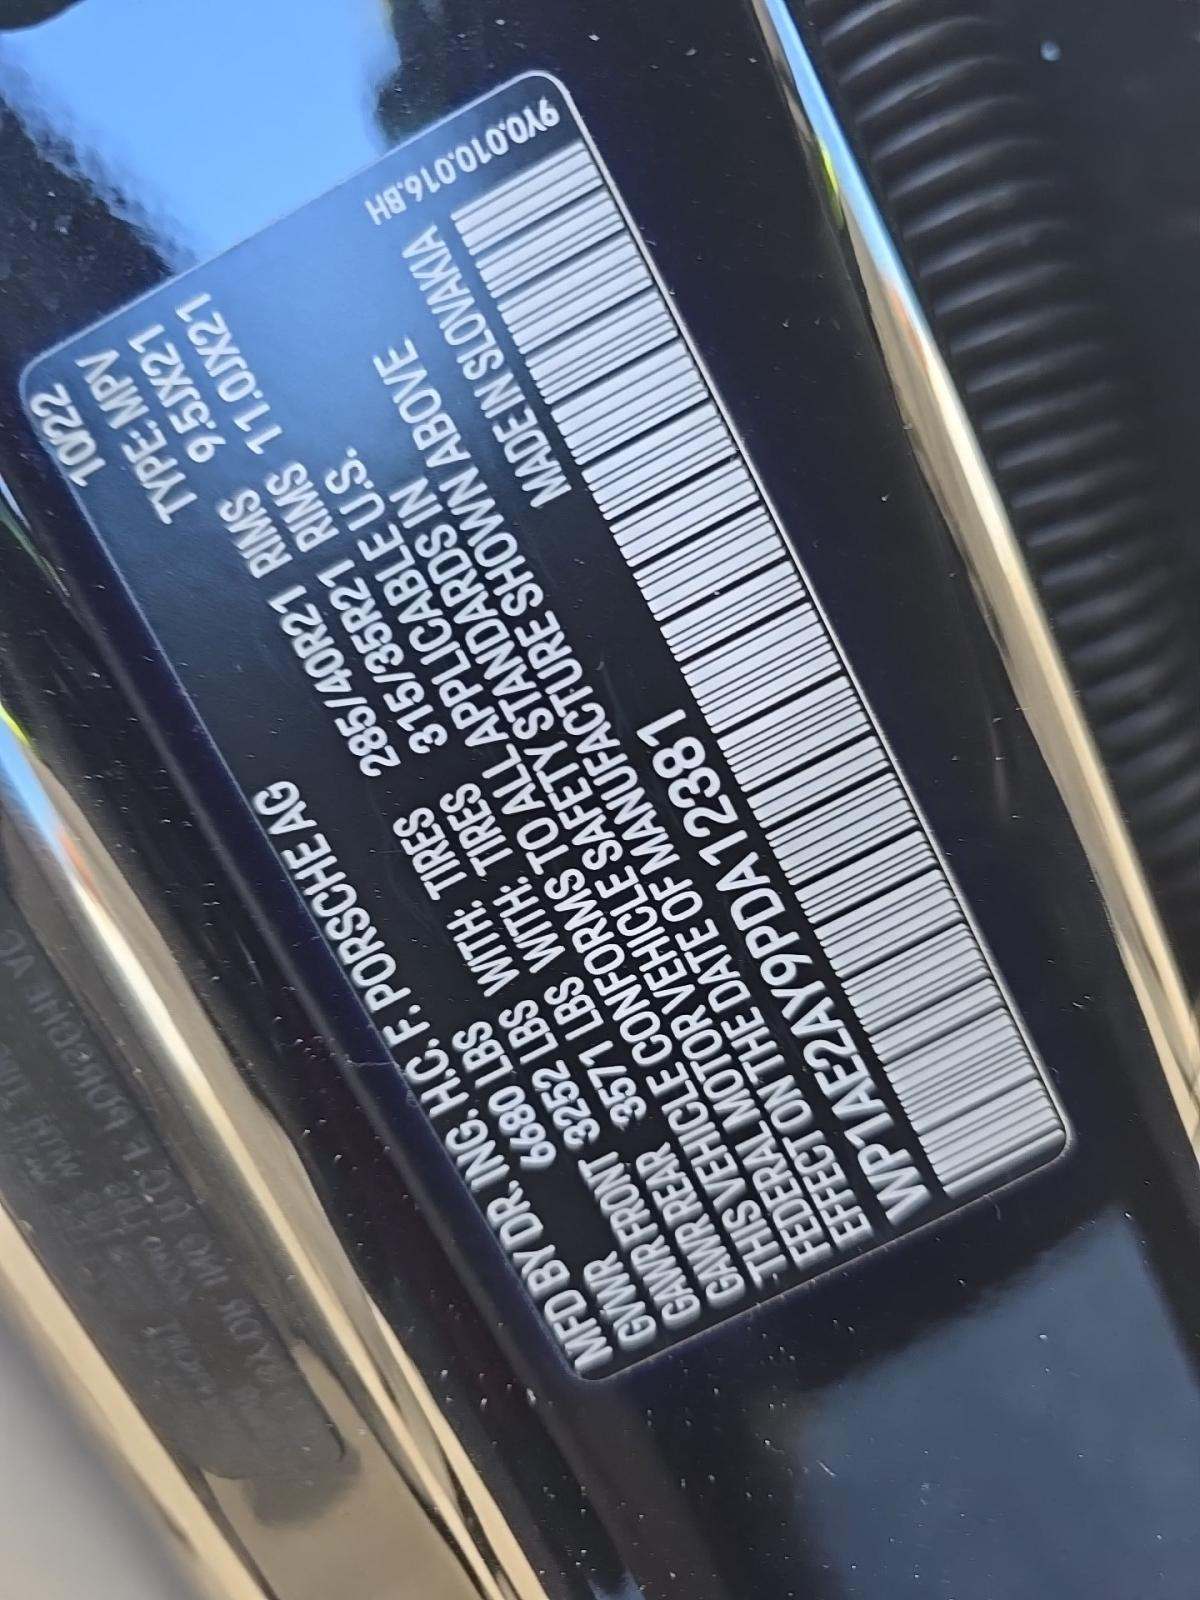 MFD BY DR. ING. H.C. F. PORSCHE AG 10/22
GVWR 6680 LBS TYPE: MPV
GAWR FRONT 3252 LBS WITH: TIRES 285/40R21 RIMS 9.5JX21
GAWR REAR 3571 LBS WITH: TIRES 315/35R21 RIMS 11.0JX21
THIS VEHICLE CONFORMS TO ALL APPLICABLE U.S.
FEDERAL MOTOR VEHICLE SAFETY STANDARDS IN
EFFECT ON THE DATE OF MANUFACTURE SHOWN ABOVE
WP1AE2AY9PDA12381 MADE IN SLOVAKIA
9Y0.010.016.BH